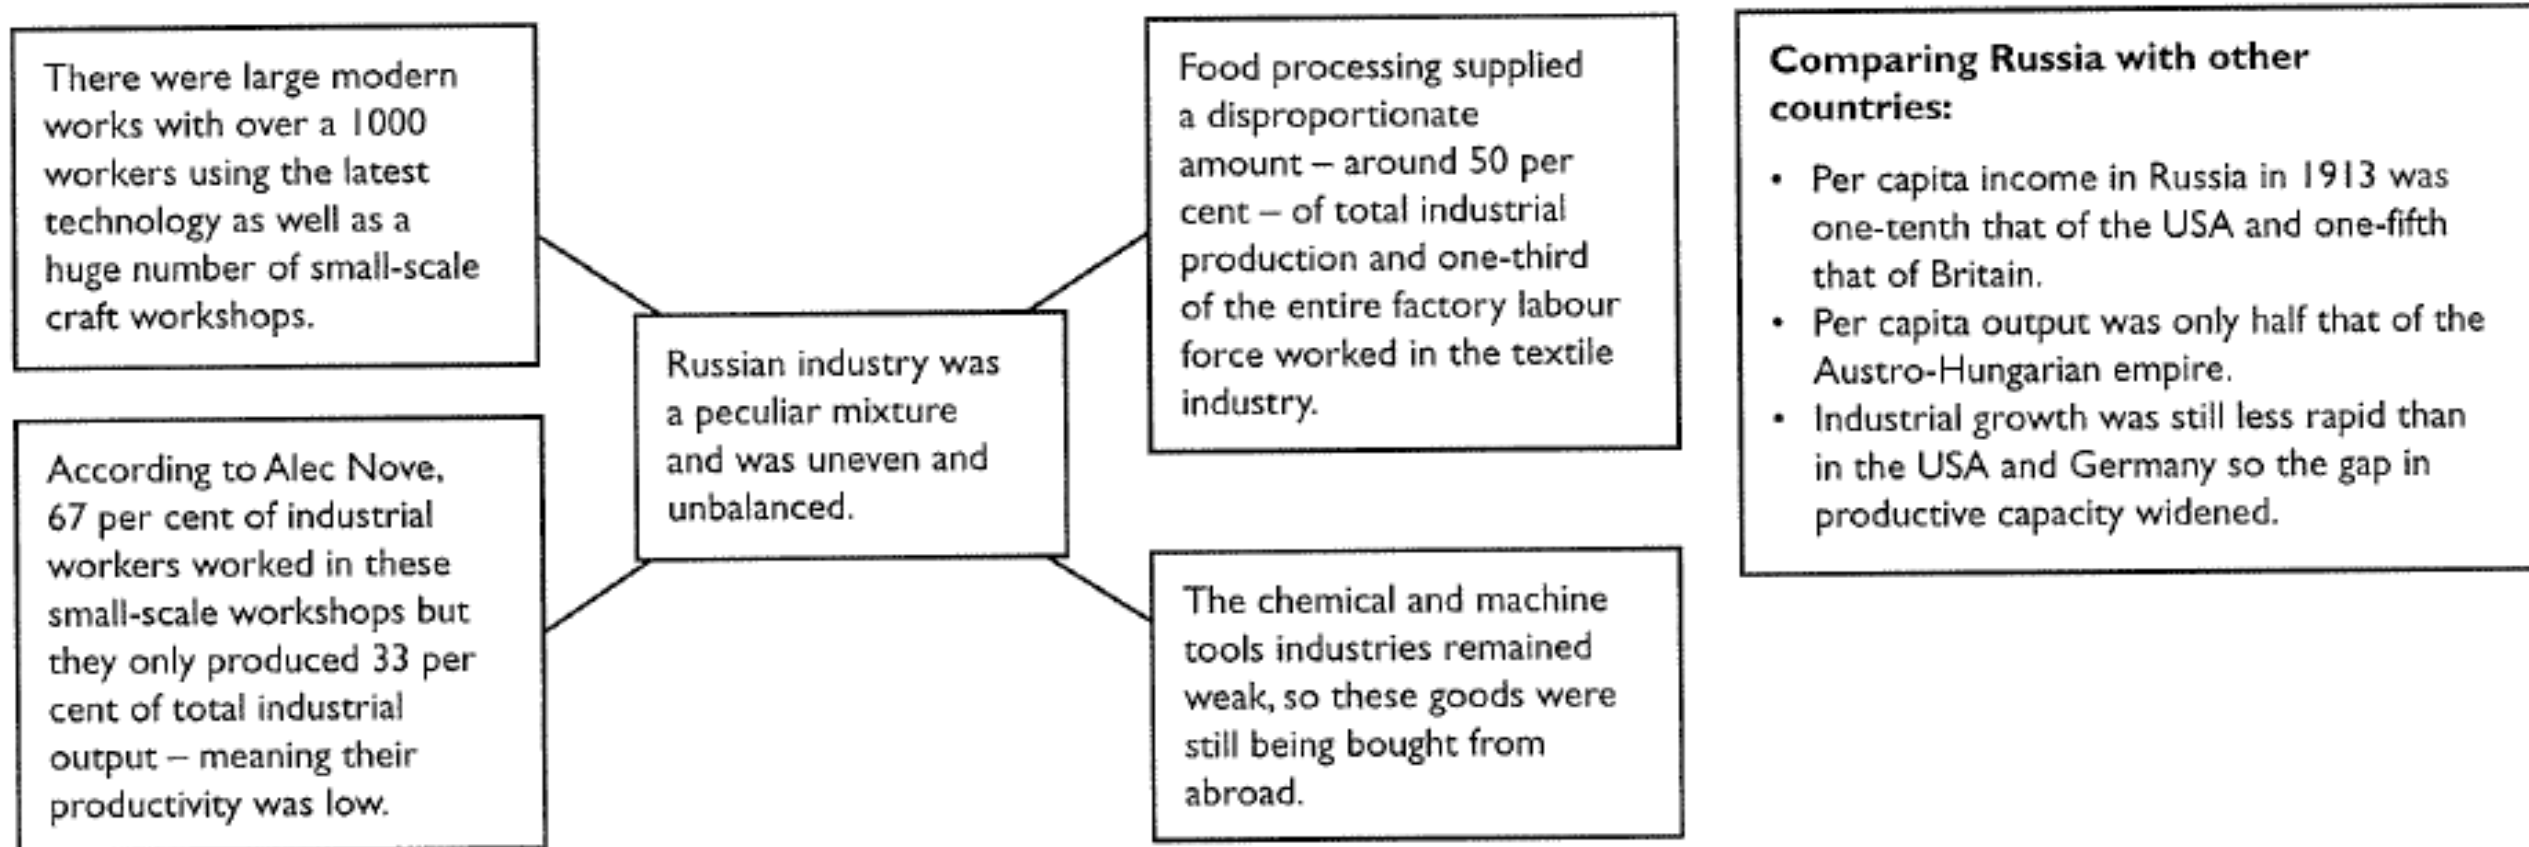 There were large modern
works with over a 1000
workers using the latest
technology as well as a
huge number of small-scale
craft workshops.
According to Alec Nove,
67 per cent of industrial
workers worked in these
small-scale workshops but
they only produced 33 per
cent of total industrial
output – meaning their
productivity was low.
Russian industry was
a peculiar mixture
and was uneven and
unbalanced.
Food processing supplied
a disproportionate
amount – around 50 per
cent – of total industrial
production and one-third
of the entire factory labour
force worked in the textile
industry.
The chemical and machine
tools industries remained
weak, so these goods were
still being bought from
abroad.
Comparing Russia with other
countries:
• Per capita income in Russia in 1913 was
one-tenth that of the USA and one-fifth
that of Britain.
• Per capita output was only half that of the
Austro-Hungarian empire.
• Industrial growth was still less rapid than
in the USA and Germany so the gap in
productive capacity widened.